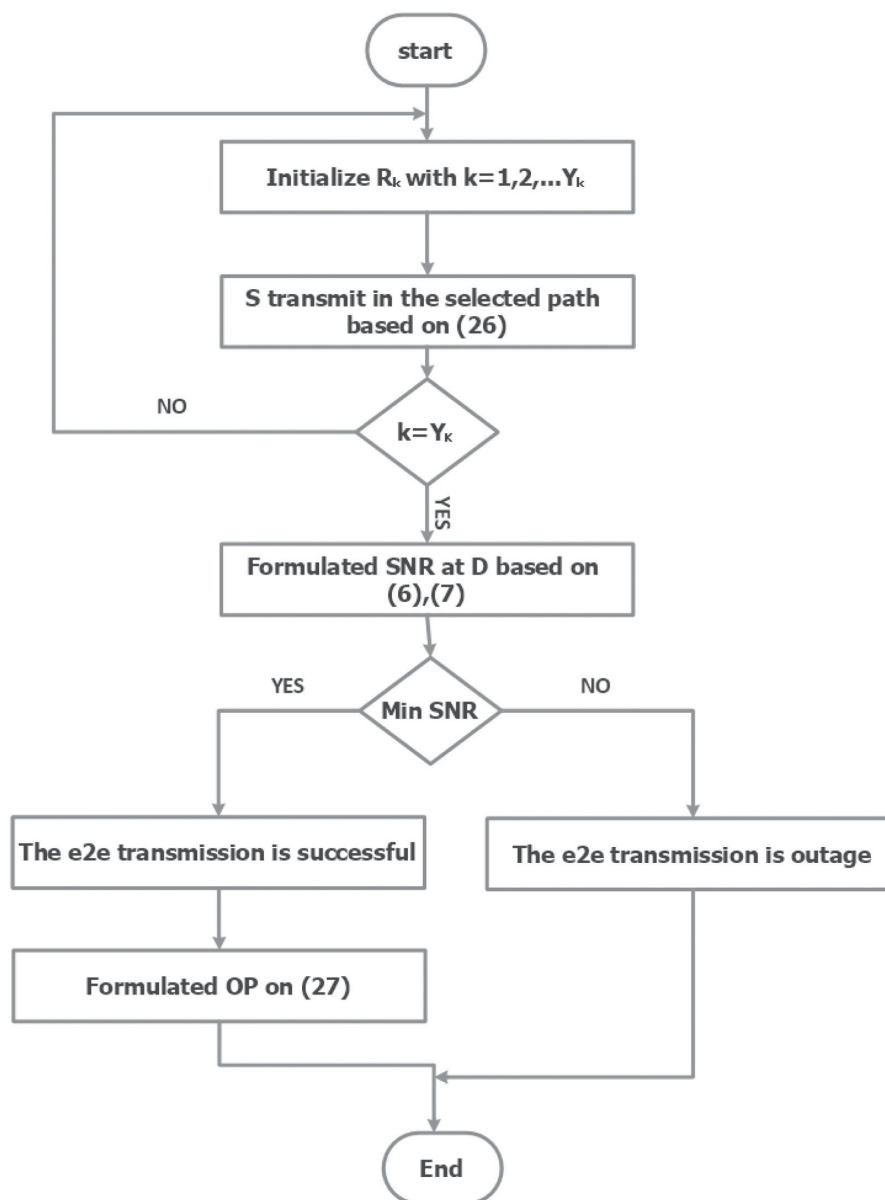 start
Initialize Rₖ with k=1,2,...Yₖ
S transmit in the selected path
based on (26)
NO
k=Yₖ
YES
Formulated SNR at D based on
(6),(7)
YES
NO
Min SNR
The e2e transmission is successful
The e2e transmission is outage
Formulated OP on (27)
End